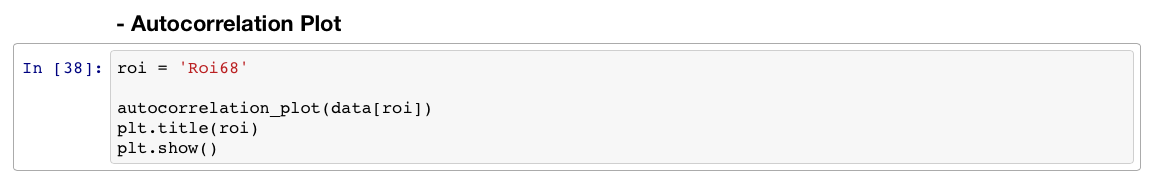 - Autocorrelation Plot
In [38]: roi = 'Roi68'
autocorrelation_plot(data[roi])
plt.title(roi)
plt.show()